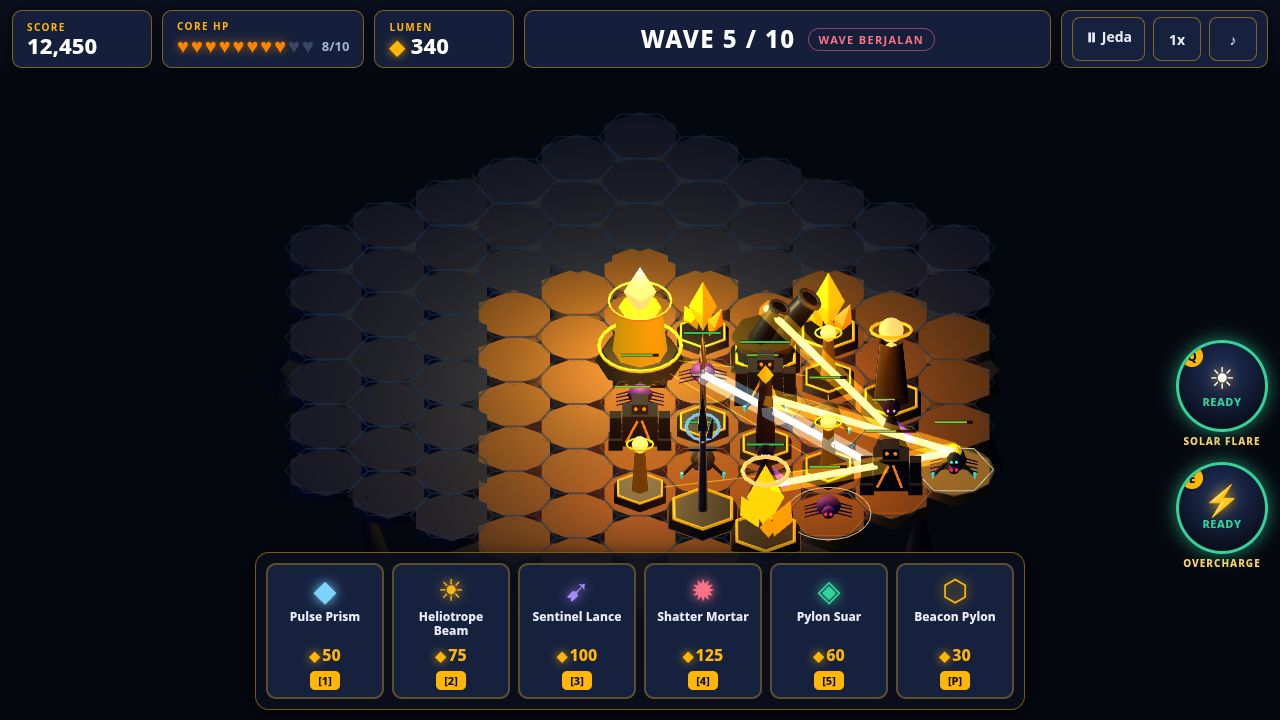 SCORE
12,450
CORE HP
8/10
LUMEN
340
WAVE 5 / 10
WAVE BERJALAN
Jeda
1x
READY
SOLAR FLARE
READY
OVERCHARGE
Pulse Prism
50
[1]
Heliotrope
Beam
75
[2]
Sentinel Lance
100
[3]
Shatter Mortar
125
[4]
Pylon Suar
60
[5]
Beacon Pylon
30
[P]